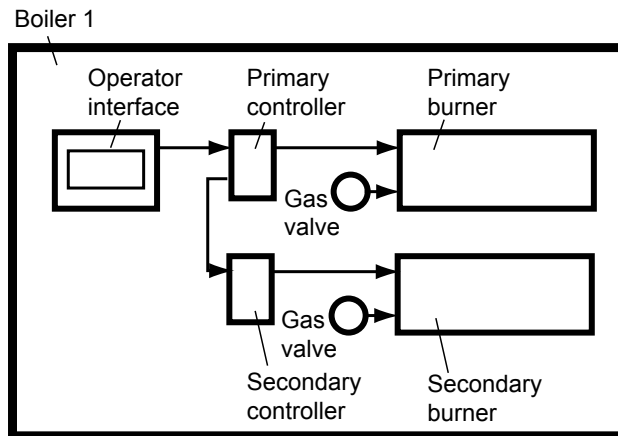 Boiler 1
Operator
interface
Primary
controller
Primary
burner
Gas
valve
Gas
valve
Secondary
controller
Secondary
burner